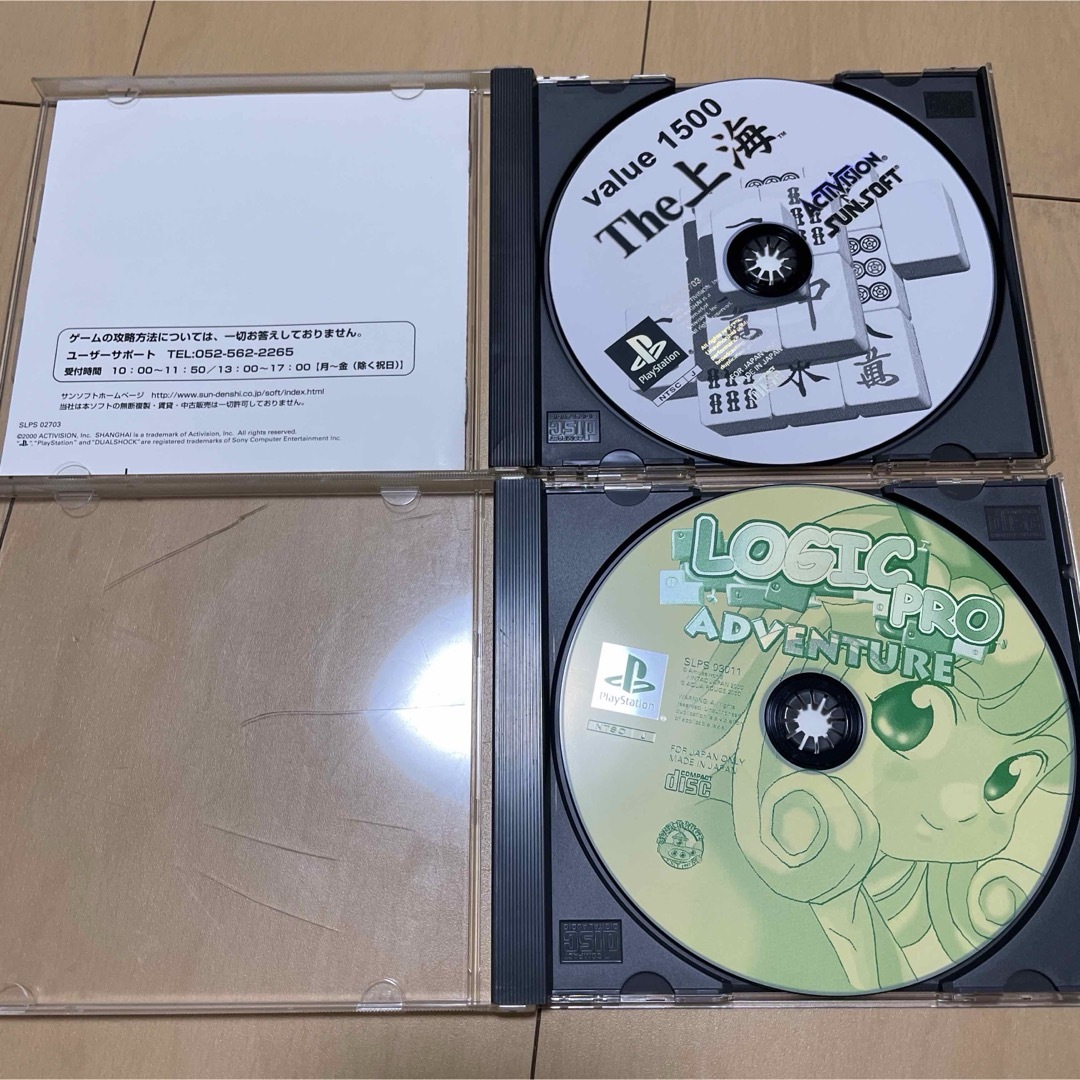 ゲームの攻略方法については、一切お答えしておりません。
ユーザーサポート TEL:052-562-2265
受付時間 10：00〜11：50／13：00〜17：00【月〜金（除く祝日）】
サンソフトホームページ http://www.sun-denshi.co.jp/soft/index.html
当社は本ソフトの無断複製・賃貸・中古販売は一切許可しておりません。
SLPS 02703
©2000 ACTIVISION, Inc. SHANGHAI is a trademark of Activision, Inc. All rights reserved.
"PlayStation" and "DUALSHOCK" are registered trademarks of Sony Computer Entertainment Inc.
value 1500
The上海™
ACTIVISION®
SUNSOFT®
中
水
八
萬
PlayStation
NTSC J
FOR JAPAN
IN JAPAN
LOGIC
PRO
ADVENTURE
SLPS 03011
PlayStation
NTSC J
FOR JAPAN ONLY
MADE IN JAPAN
COMPACT
disc